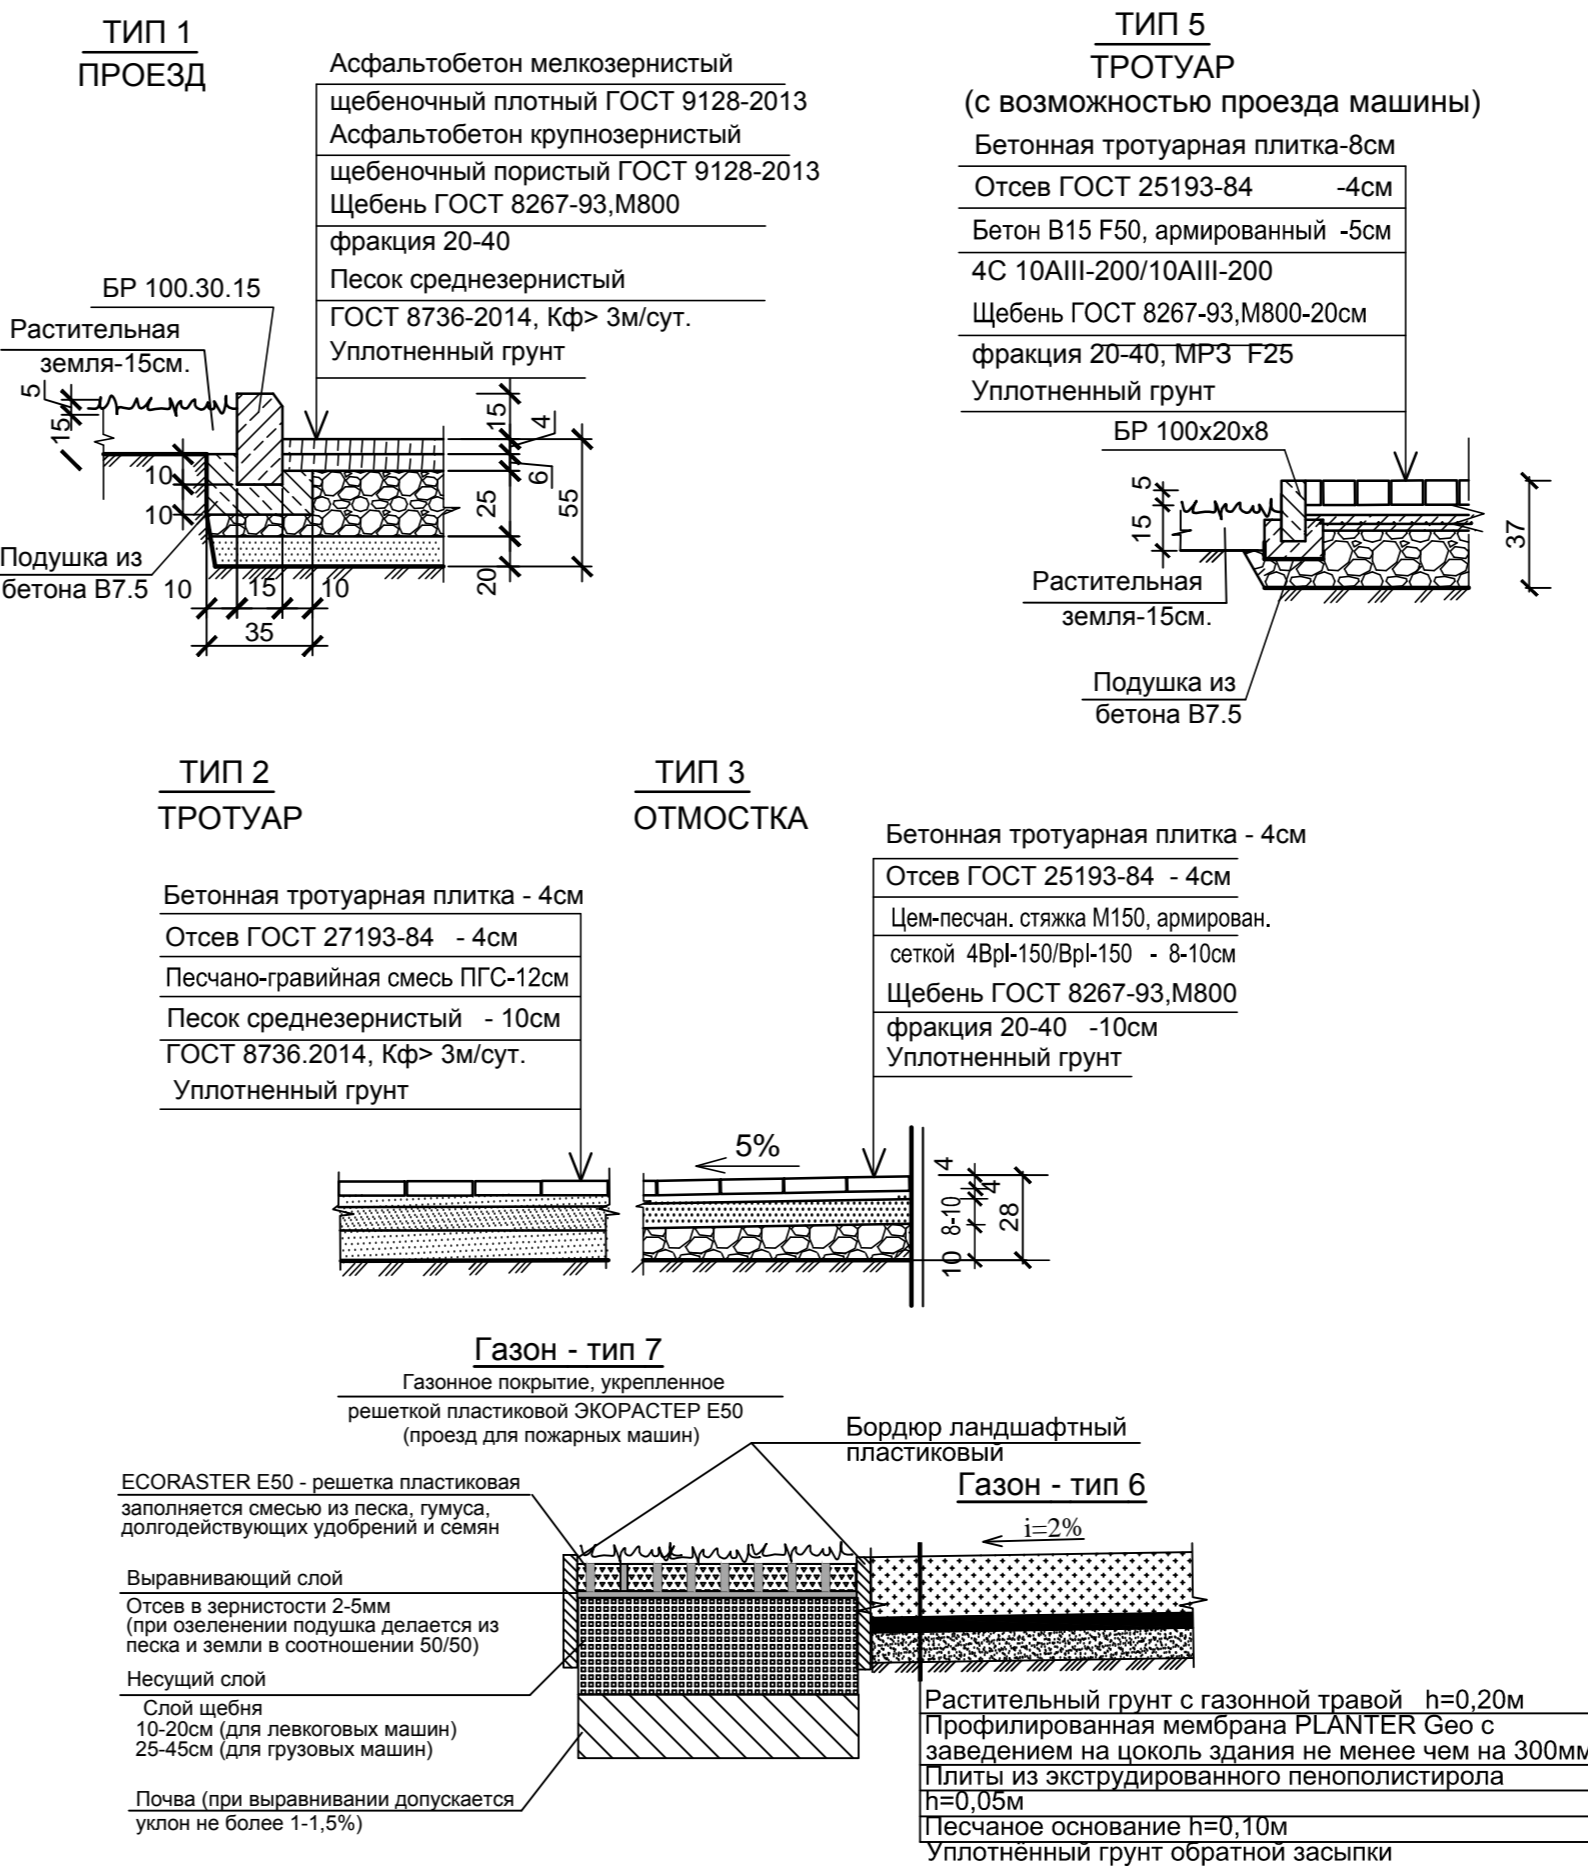 ТИП 1
ПРОЕЗД
Асфальтобетон мелкозернистый
щебеночный плотный ГОСТ 9128-2013
Асфальтобетон крупнозернистый
щебеночный пористый ГОСТ 9128-2013
Щебень ГОСТ 8267-93,М800
фракция 20-40
Песок среднезернистый
ГОСТ 8736-2014, Кф> 3м/сут.
Уплотненный грунт
БР 100.30.15
Растительная
земля-15см.
5
15
10
10
Подушка из
бетона В7.5
10
15
10
35
15
4
6
25
20
55
ТИП 5
ТРОТУАР
(с возможностью проезда машины)
Бетонная тротуарная плитка-8см
Отсев ГОСТ 25193-84 -4см
Бетон В15 F50, армированный -5см
4С 10АIII-200/10АIII-200
Щебень ГОСТ 8267-93,М800-20см
фракция 20-40, МРЗ F25
Уплотненный грунт
БР 100х20х8
5
15
37
Растительная
земля-15см.
Подушка из
бетона В7.5
ТИП 2
ТРОТУАР
Бетонная тротуарная плитка - 4см
Отсев ГОСТ 27193-84 - 4см
Песчано-гравийная смесь ПГС-12см
Песок среднезернистый - 10см
ГОСТ 8736.2014, Кф> 3м/сут.
Уплотненный грунт
ТИП 3
ОТМОСТКА
Бетонная тротуарная плитка - 4см
Отсев ГОСТ 25193-84 - 4см
Цем-песчан. стяжка М150, армирован.
сеткой 4ВрI-150/ВрI-150 - 8-10см
Щебень ГОСТ 8267-93,М800
фракция 20-40 -10см
Уплотненный грунт
5%
4
4
8-10
10
28
Газон - тип 7
Газонное покрытие, укрепленное
решеткой пластиковой ЭКОРАСТЕР Е50
(проезд для пожарных машин)
Бордюр ландшафтный
пластиковый
ECORASTER E50 - решетка пластиковая
заполняется смесью из песка, гумуса,
долгодействующих удобрений и семян
Выравнивающий слой
Отсев в зернистости 2-5мм
(при озеленении подушка делается из
песка и земли в соотношении 50/50)
Несущий слой
Слой щебня
10-20см (для левкоговых машин)
25-45см (для грузовых машин)
Почва (при выравнивании допускается
уклон не более 1-1,5%)
Газон - тип 6
i=2%
Растительный грунт с газонной травой h=0,20м
Профилированная мембрана PLANTER Geo с
заведением на цоколь здания не менее чем на 300мм
Плиты из экструдированного пенополистирола
h=0,05м
Песчаное основание h=0,10м
Уплотнённый грунт обратной засыпки